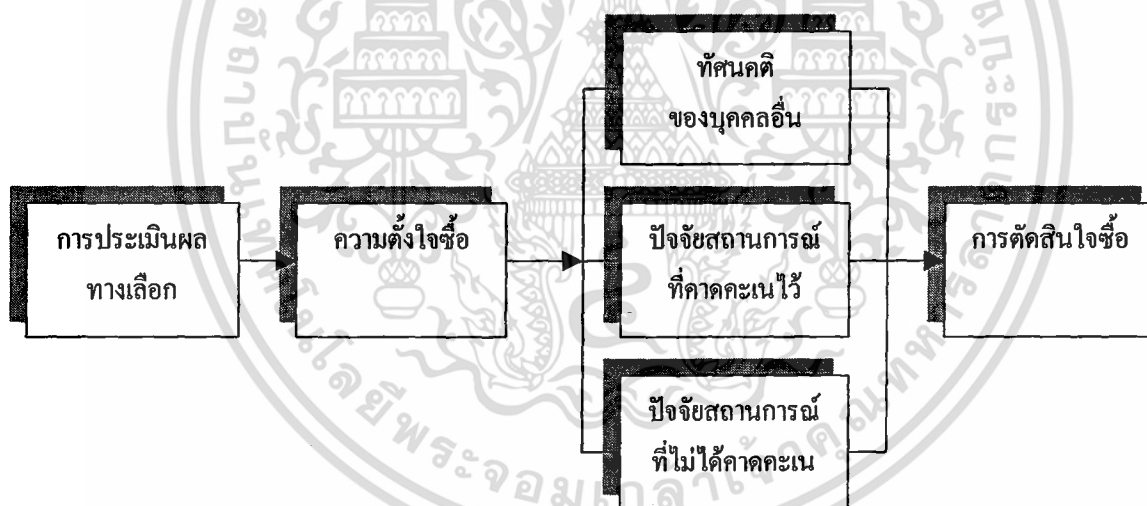 ทัศนคติ
ของบุคคลอื่น
การประเมินผล
ทางเลือก
ความตั้งใจซื้อ
ปัจจัยสถานการณ์
ที่คาดคะเนไว้
การตัดสินใจซื้อ
ปัจจัยสถานการณ์
ที่ไม่ได้คาดคะเน